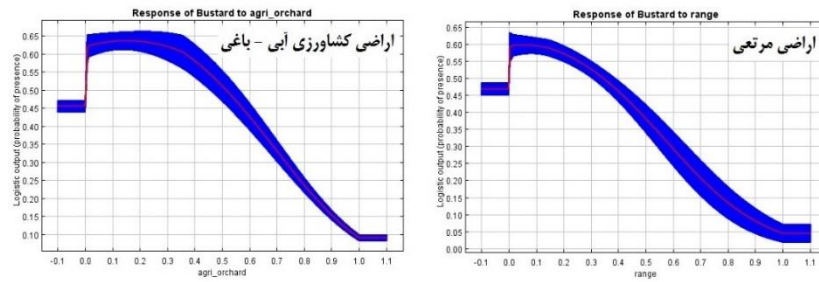 Response of Bustard to agri_orchard
اراضی کشاورزی آبی - باغی
Logistic output (probability of presence)
0.65
0.60
0.55
0.50
0.45
0.40
0.35
0.30
0.25
0.20
0.15
0.10
-0.1 0.0 0.1 0.2 0.3 0.4 0.5 0.6 0.7 0.8 0.9 1.0 1.1
agri_orchard
Response of Bustard to range
اراضی مرتعی
Logistic output (probability of presence)
0.65
0.60
0.55
0.50
0.45
0.40
0.35
0.30
0.25
0.20
0.15
0.10
0.05
0.00
-0.1 0.0 0.1 0.2 0.3 0.4 0.5 0.6 0.7 0.8 0.9 1.0 1.1
range